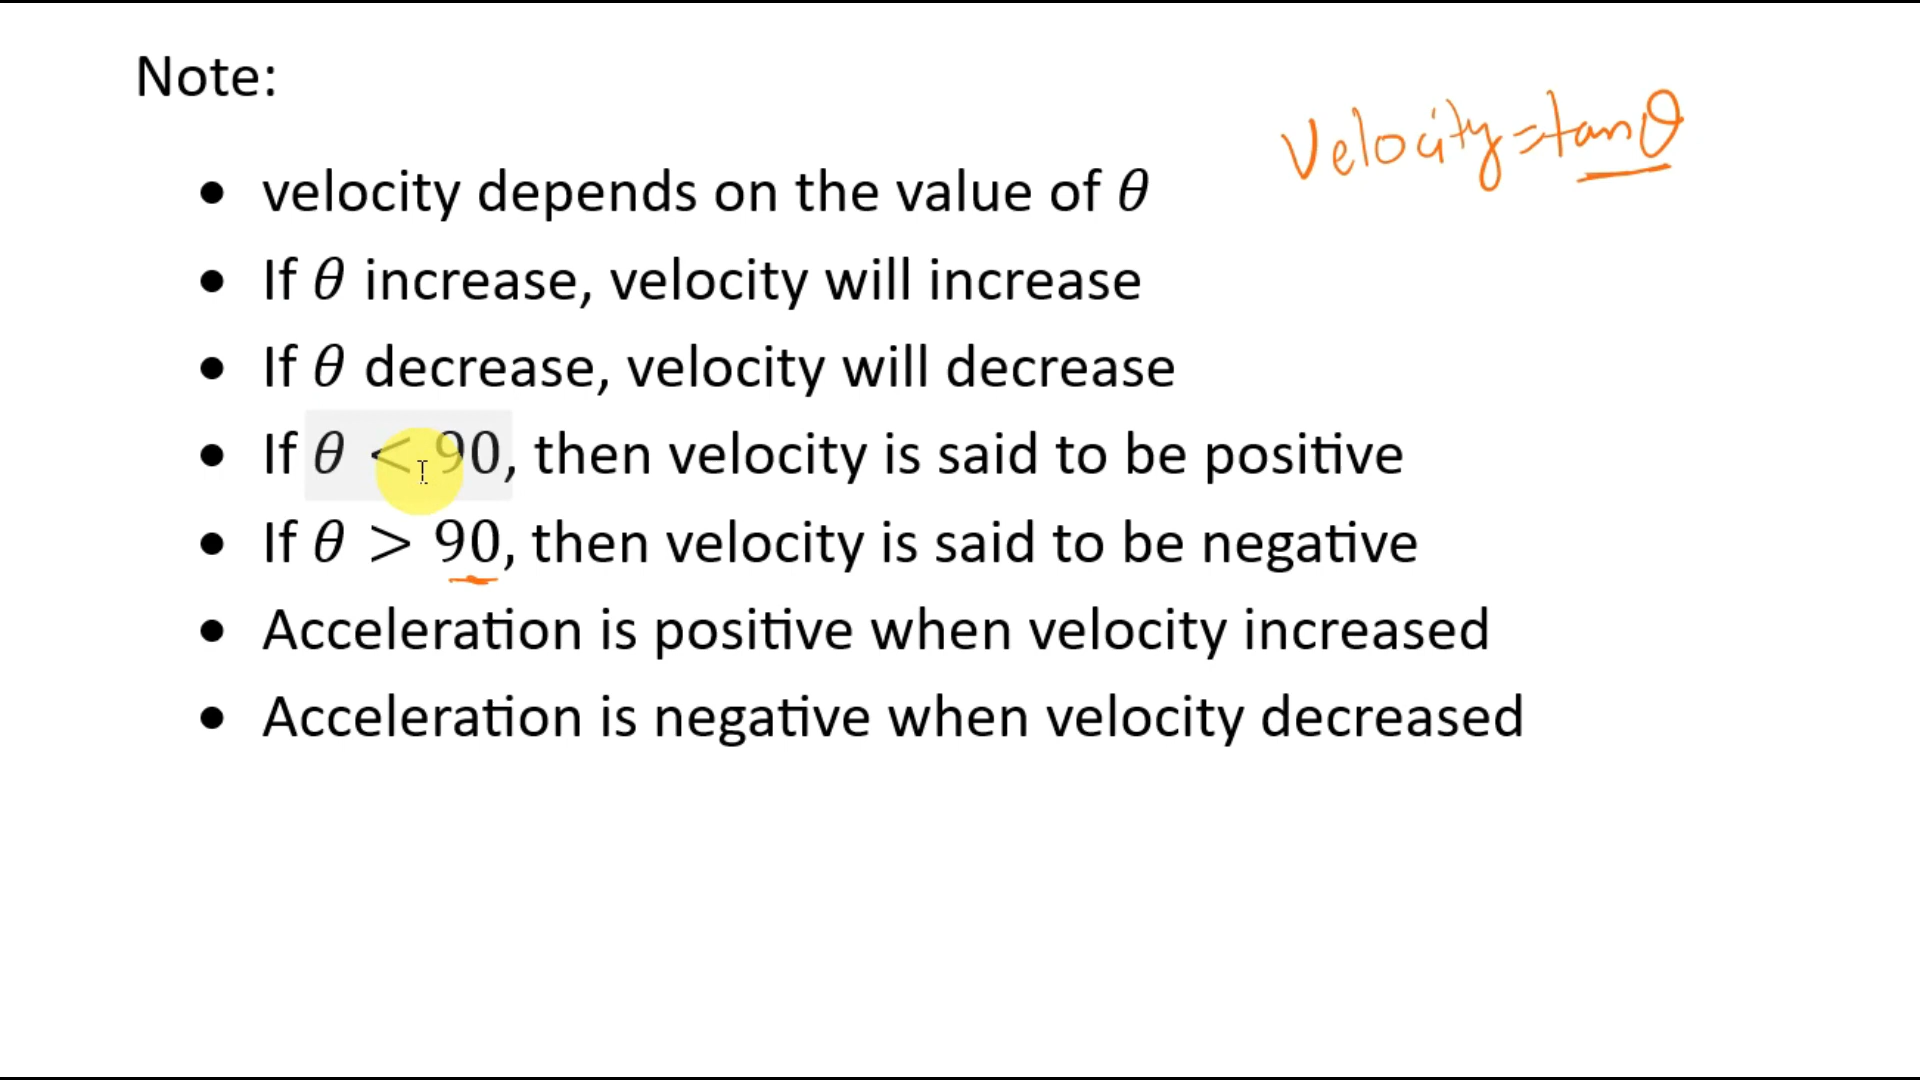 Note:
Velocity = tanθ
• velocity depends on the value of θ
• If θ increase, velocity will increase
• If θ decrease, velocity will decrease
• If θ < 90, then velocity is said to be positive
• If θ > 90, then velocity is said to be negative
• Acceleration is positive when velocity increased
• Acceleration is negative when velocity decreased